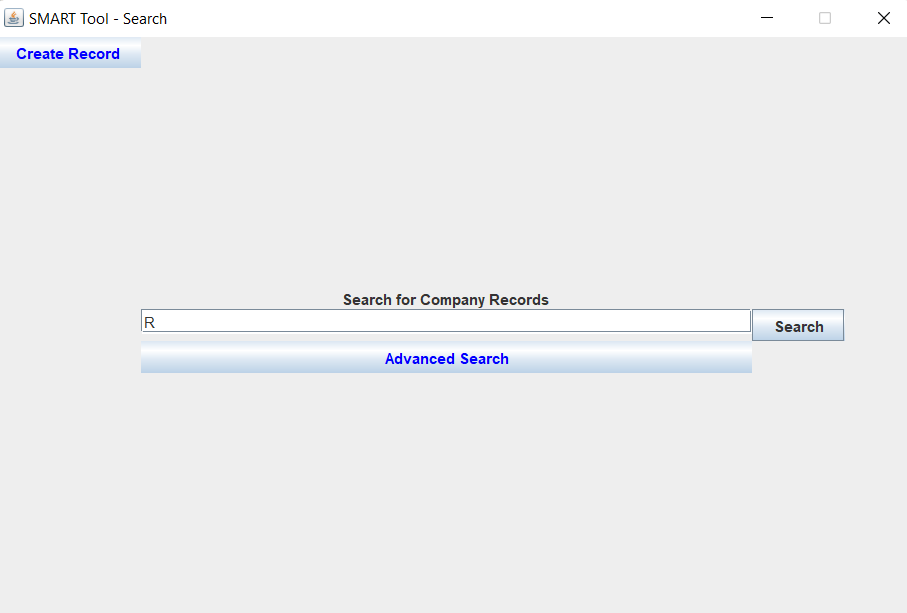 SMART Tool - Search
Create Record
Search for Company Records
R
Search
Advanced Search